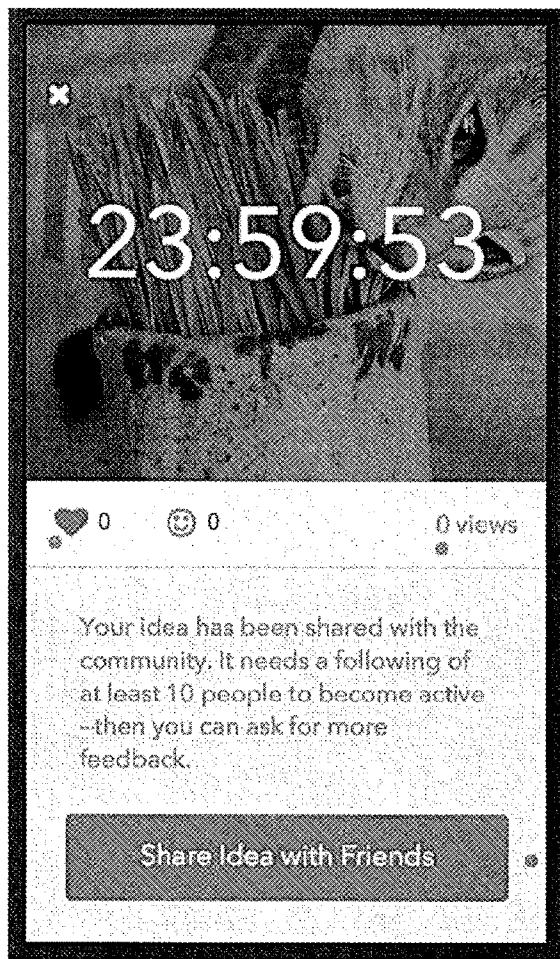 23:59:53
0 0 0 views
Your idea has been shared with the
community. It needs a following of
at least 10 people to become active
--then you can ask for more
feedback.
Share Idea with Friends